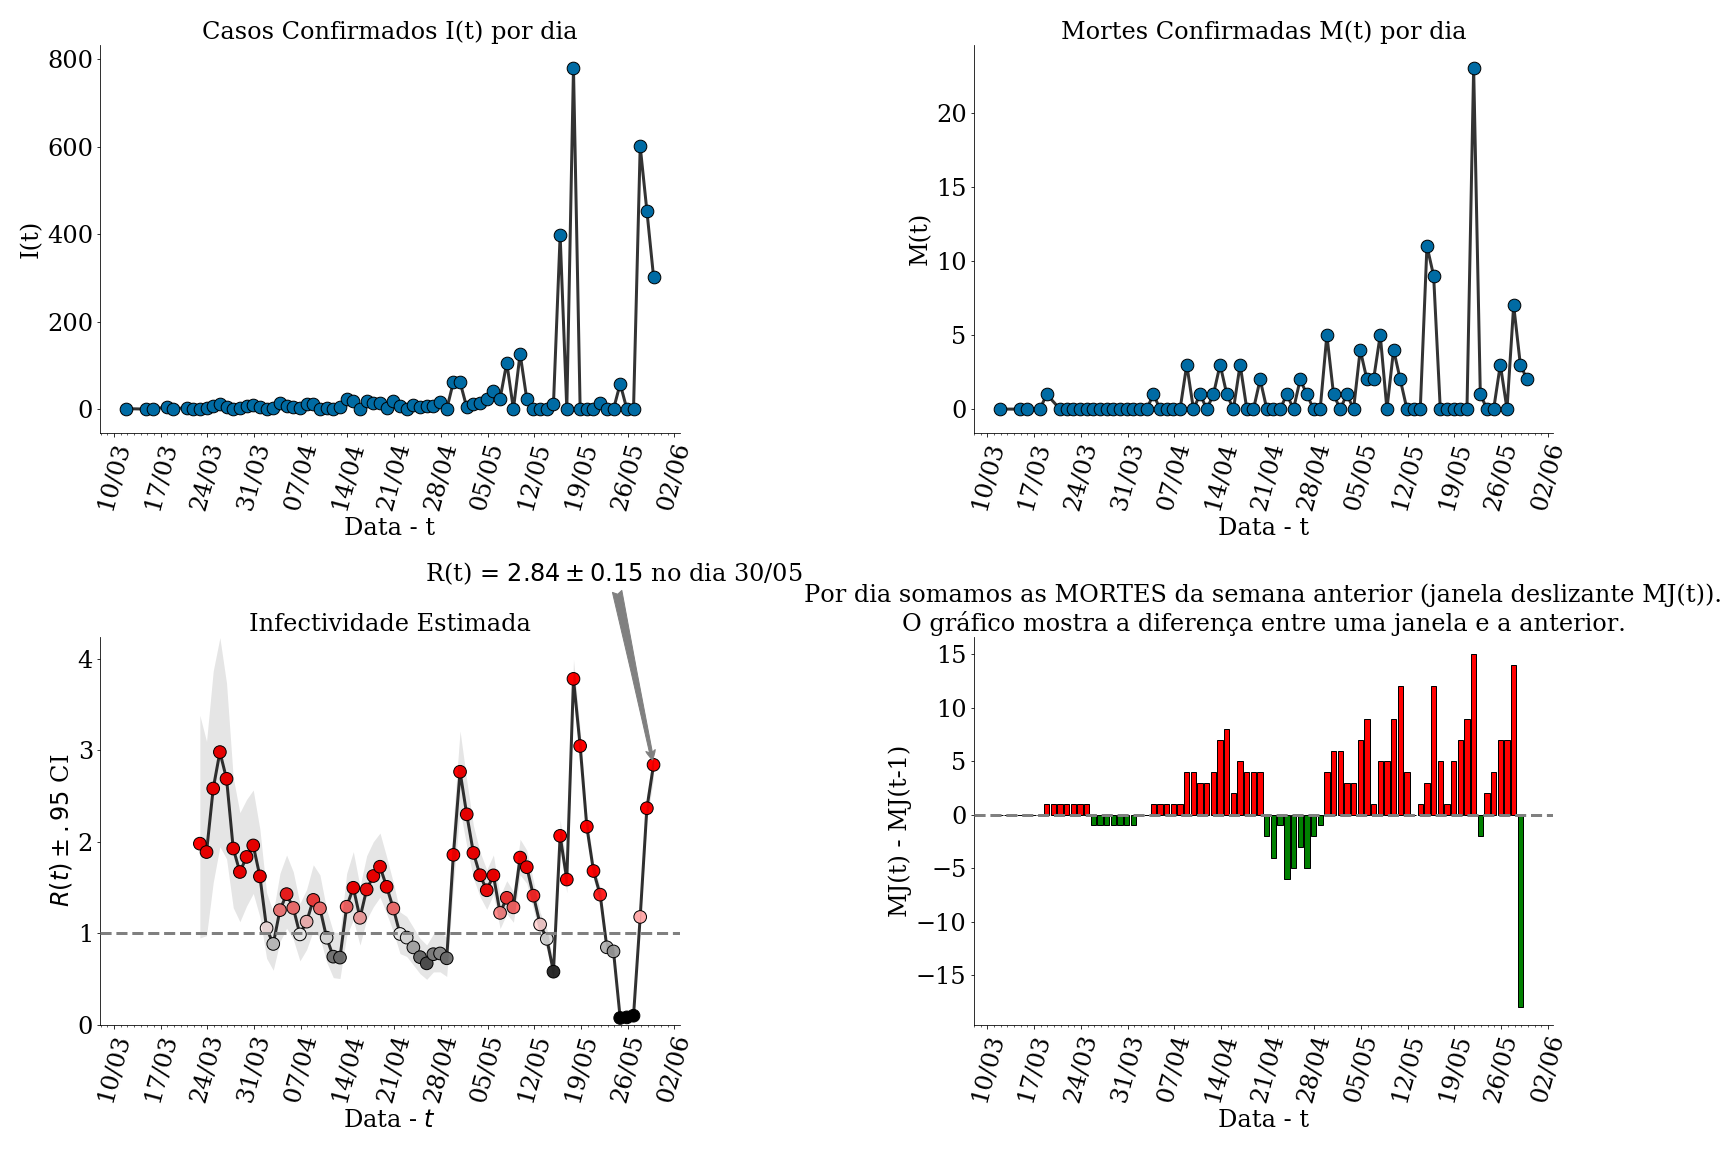 Casos Confirmados I(t) por dia
800
600
400
200
0
I(t)
10/03 17/03 24/03 31/03 07/04 14/04 21/04 28/04 05/05 12/05 19/05 26/05 02/06
Data - t
Mortes Confirmadas M(t) por dia
20
15
10
5
0
M(t)
10/03 17/03 24/03 31/03 07/04 14/04 21/04 28/04 05/05 12/05 19/05 26/05 02/06
Data - t
R(t) = 2.84 ± 0.15 no dia 30/05
Infectividade Estimada
4
3
2
1
0
R(t) ± .95 CI
10/03 17/03 24/03 31/03 07/04 14/04 21/04 28/04 05/05 12/05 19/05 26/05 02/06
Data - t
Por dia somamos as MORTES da semana anterior (janela deslizante MJ(t)).
O gráfico mostra a diferença entre uma janela e a anterior.
15
10
5
0
−5
−10
−15
MJ(t) - MJ(t-1)
10/03 17/03 24/03 31/03 07/04 14/04 21/04 28/04 05/05 12/05 19/05 26/05 02/06
Data - t